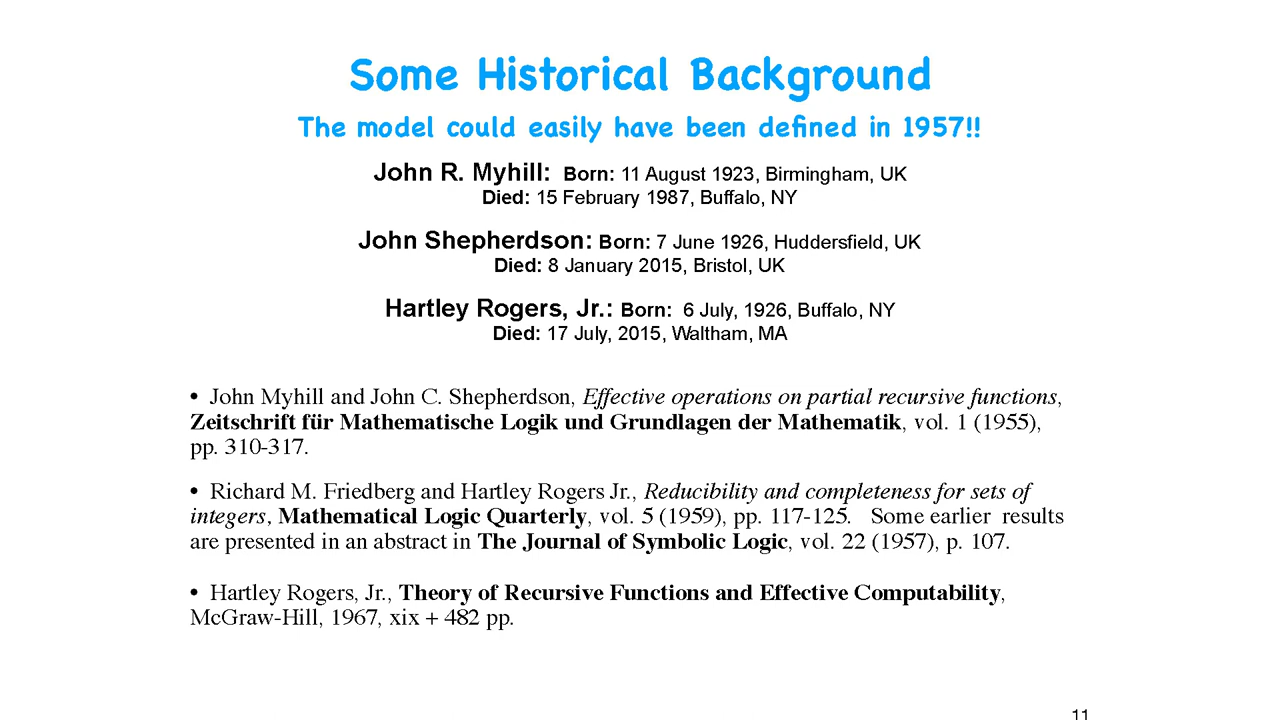 Some Historical Background
The model could easily have been defined in 1957!!
John R. Myhill: Born: 11 August 1923, Birmingham, UK
Died: 15 February 1987, Buffalo, NY
John Shepherdson: Born: 7 June 1926, Huddersfield, UK
Died: 8 January 2015, Bristol, UK
Hartley Rogers, Jr.: Born: 6 July, 1926, Buffalo, NY
Died: 17 July, 2015, Waltham, MA
• John Myhill and John C. Shepherdson, Effective operations on partial recursive functions,
Zeitschrift für Mathematische Logik und Grundlagen der Mathematik, vol. 1 (1955),
pp. 310-317.
• Richard M. Friedberg and Hartley Rogers Jr., Reducibility and completeness for sets of
integers, Mathematical Logic Quarterly, vol. 5 (1959), pp. 117-125. Some earlier results
are presented in an abstract in The Journal of Symbolic Logic, vol. 22 (1957), p. 107.
• Hartley Rogers, Jr., Theory of Recursive Functions and Effective Computability,
McGraw-Hill, 1967, xix + 482 pp.
11